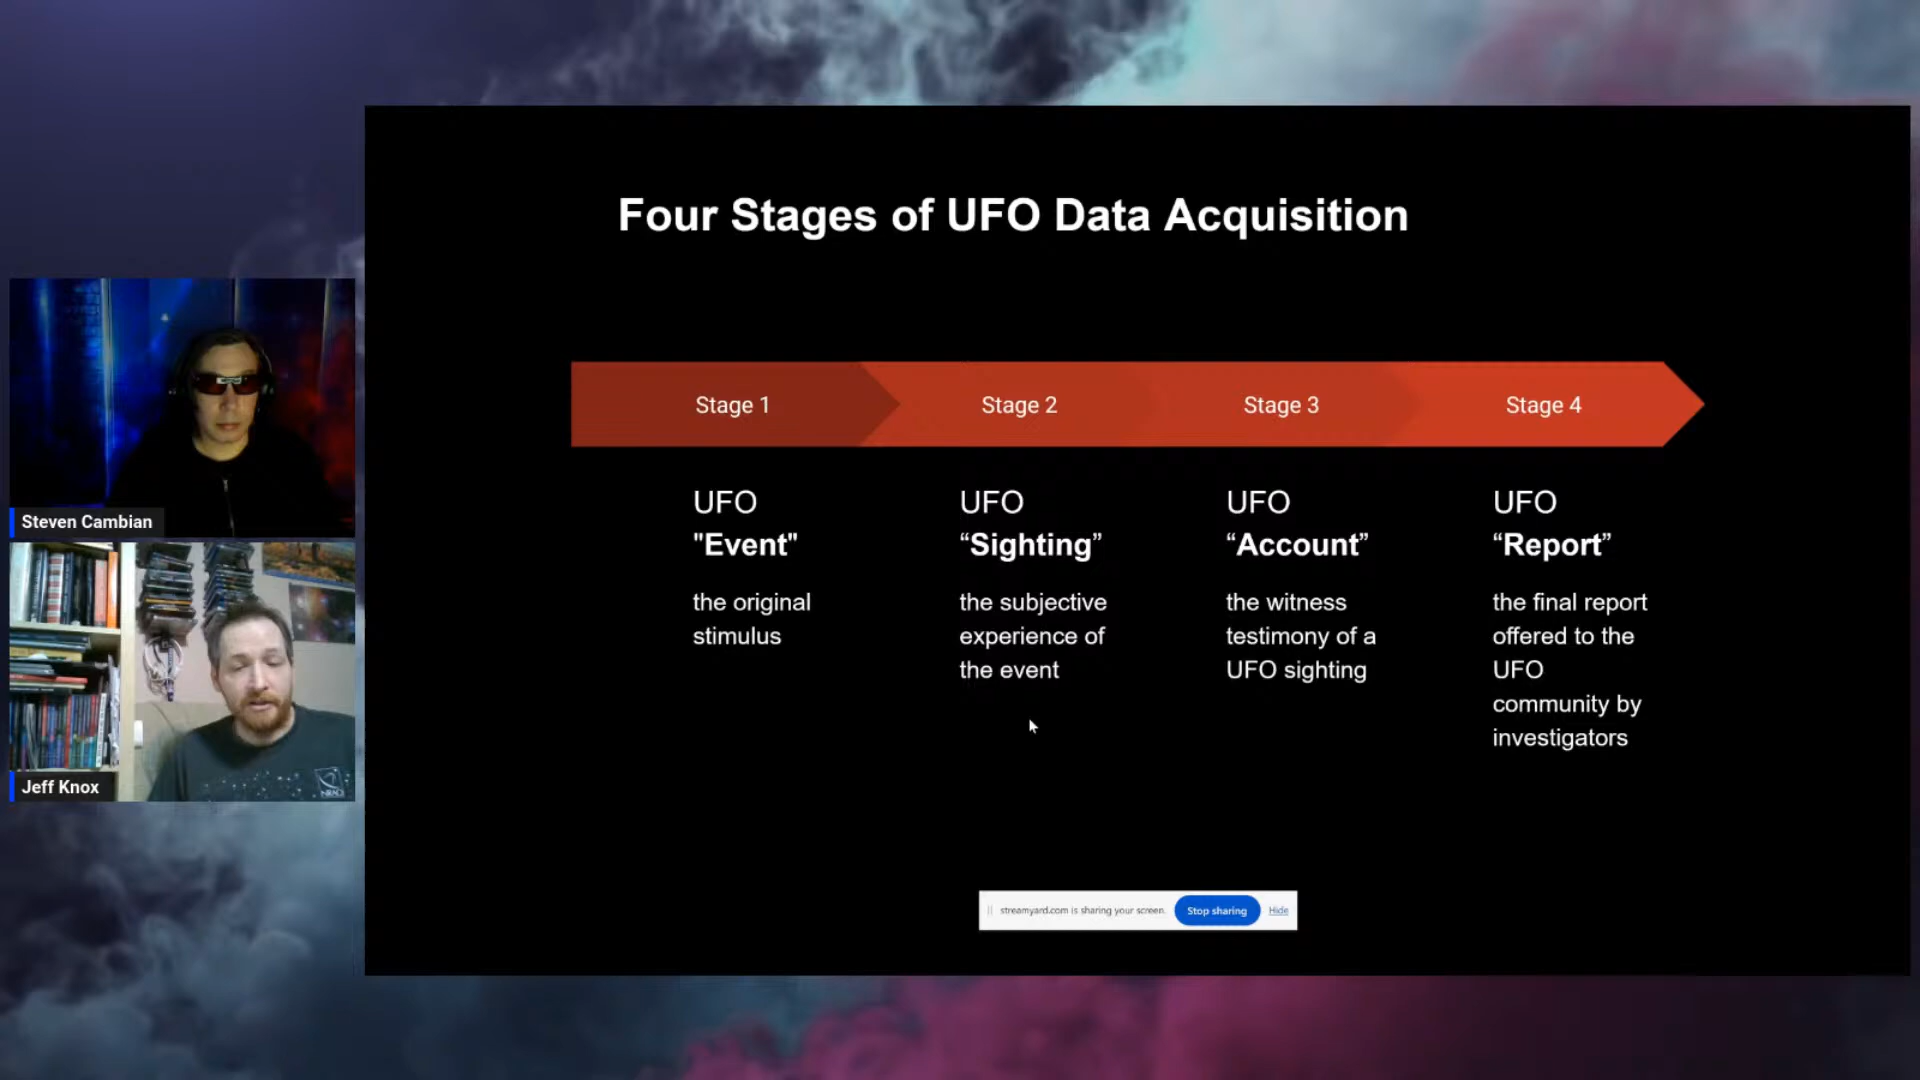 Four Stages of UFO Data Acquisition
Stage 1
Stage 2
Stage 3
Stage 4
UFO
"Event"
the original
stimulus
UFO
“Sighting”
the subjective
experience of
the event
UFO
“Account”
the witness
testimony of a
UFO sighting
UFO
“Report”
the final report
offered to the
UFO
community by
investigators
Steven Cambian
Jeff Knox
streamyard.com is sharing your screen.
Stop sharing
Hide